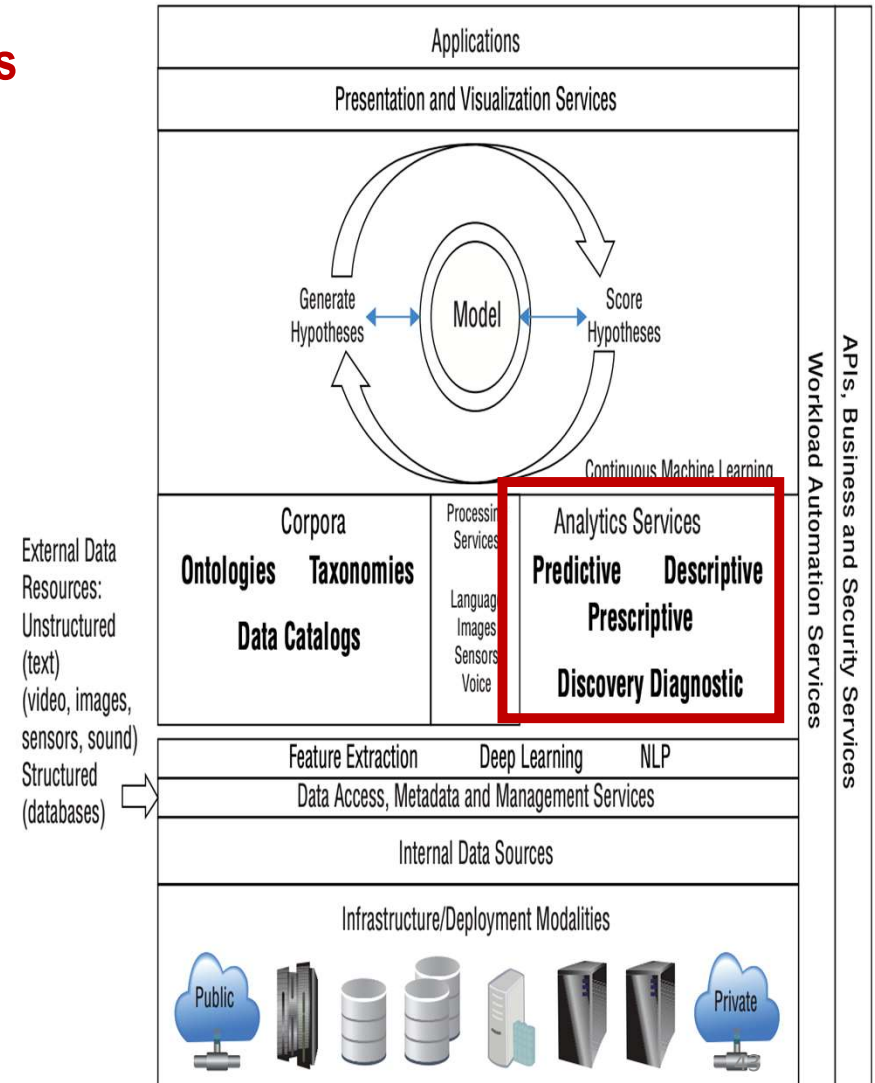 s
Applications
Presentation and Visualization Services
Generate
Hypotheses
Model
Score
Hypotheses
Continuous Machine Learning
Corpora
Ontologies Taxonomies
Data Catalogs
Processin
Services
Languag
Images
Sensors
Voice
Analytics Services
Predictive Descriptive
Prescriptive
Discovery Diagnostic
External Data
Resources:
Unstructured
(text)
(video, images,
sensors, sound)
Structured
(databases)
Feature Extraction Deep Learning NLP
Data Access, Metadata and Management Services
Internal Data Sources
Infrastructure/Deployment Modalities
Public
Private
43
Workload Automation Services
APIs, Business and Security Services